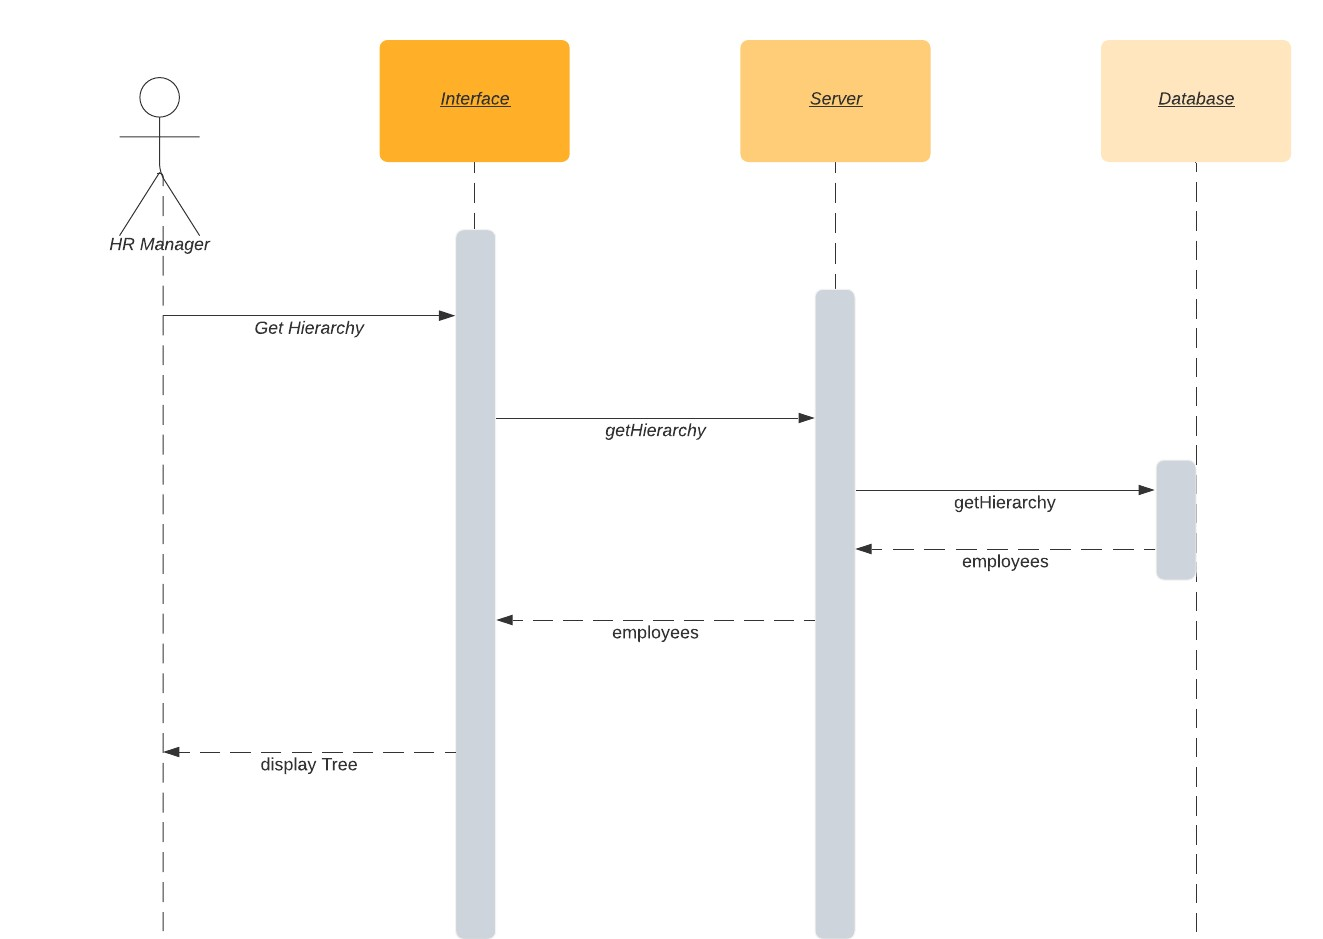 Interface
Server
Database
HR Manager
Get Hierarchy
getHierarchy
getHierarchy
employees
employees
display Tree